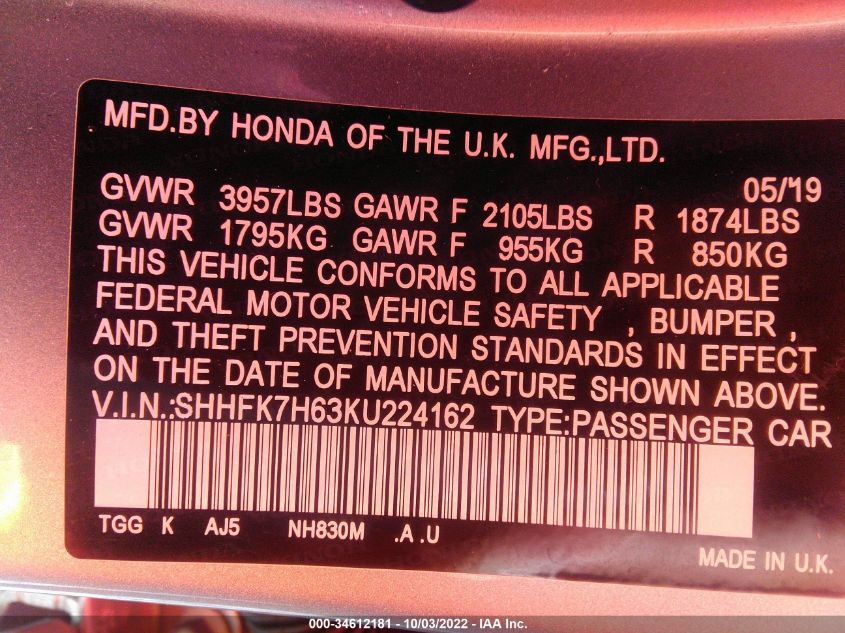 MFD.BY HONDA OF THE U.K. MFG.,LTD.
05/19
GVWR 3957LBS GAWR F 2105LBS R 1874LBS
GVWR 1795KG GAWR F 955KG R 850KG
THIS VEHICLE CONFORMS TO ALL APPLICABLE
FEDERAL MOTOR VEHICLE SAFETY , BUMPER ,
AND THEFT PREVENTION STANDARDS IN EFFECT
ON THE DATE OF MANUFACTURE SHOWN ABOVE.
V.I.N.:SHHFK7H63KU224162 TYPE:PASSENGER CAR
TGG K AJ5 NH830M .A .U
MADE IN U.K.
000-34612181 - 10/03/2022 - IAA Inc.